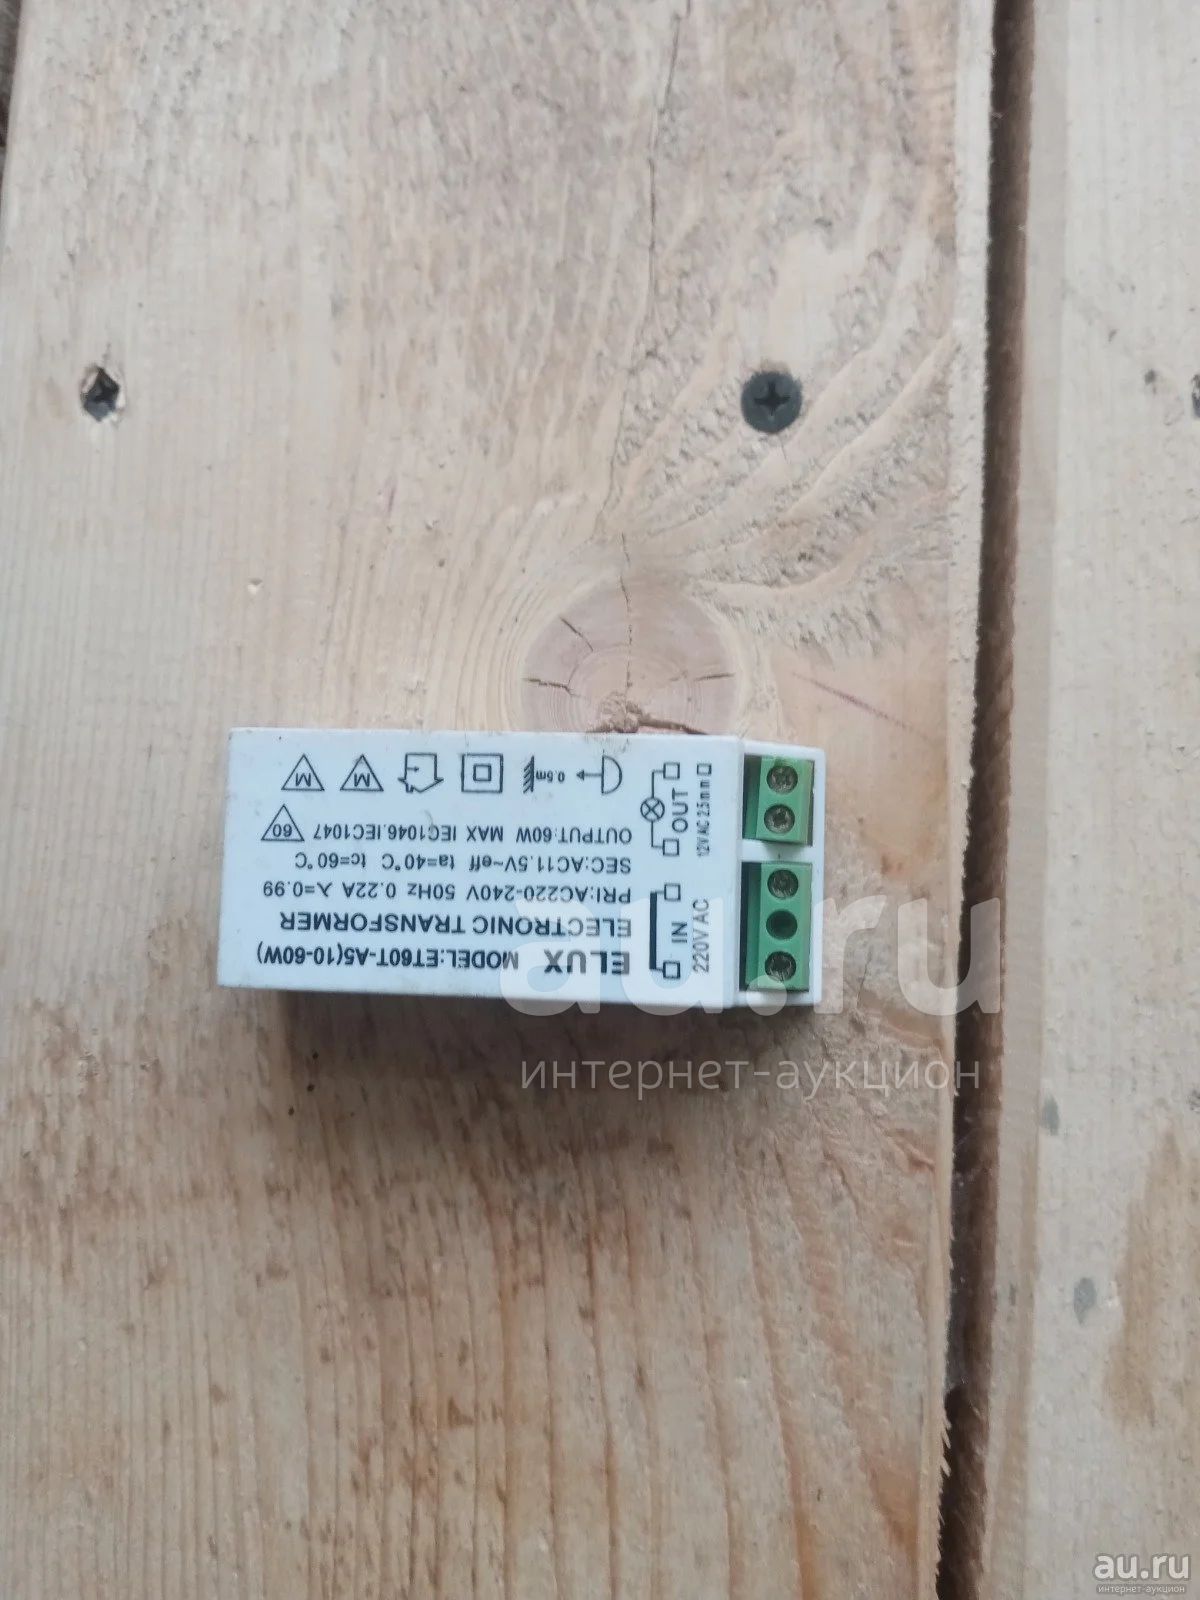 ELUX MODEL:ET60T-A5(10-60W)
ELECTRONIC TRANSFORMER
PRI:AC220-240V 50Hz 0.22A λ=0.99
SEC:AC11.5V~eff ta=40°C tc=60°C
OUTPUT:60W MAX IEC1046.IEC1047
60
0.5m
M
M
IN
220V AC
OUT
12V AC 2.5mm
au.ru
интернет-аукцион
au.ru
интернет-аукцион